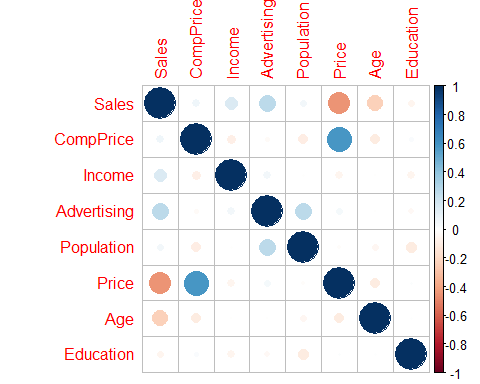 Sales
CompPrice
Income
Advertising
Population
Price
Age
Education
Sales
CompPrice
Income
Advertising
Population
Price
Age
Education
1
0.8
0.6
0.4
0.2
0
-0.2
-0.4
-0.6
-0.8
-1